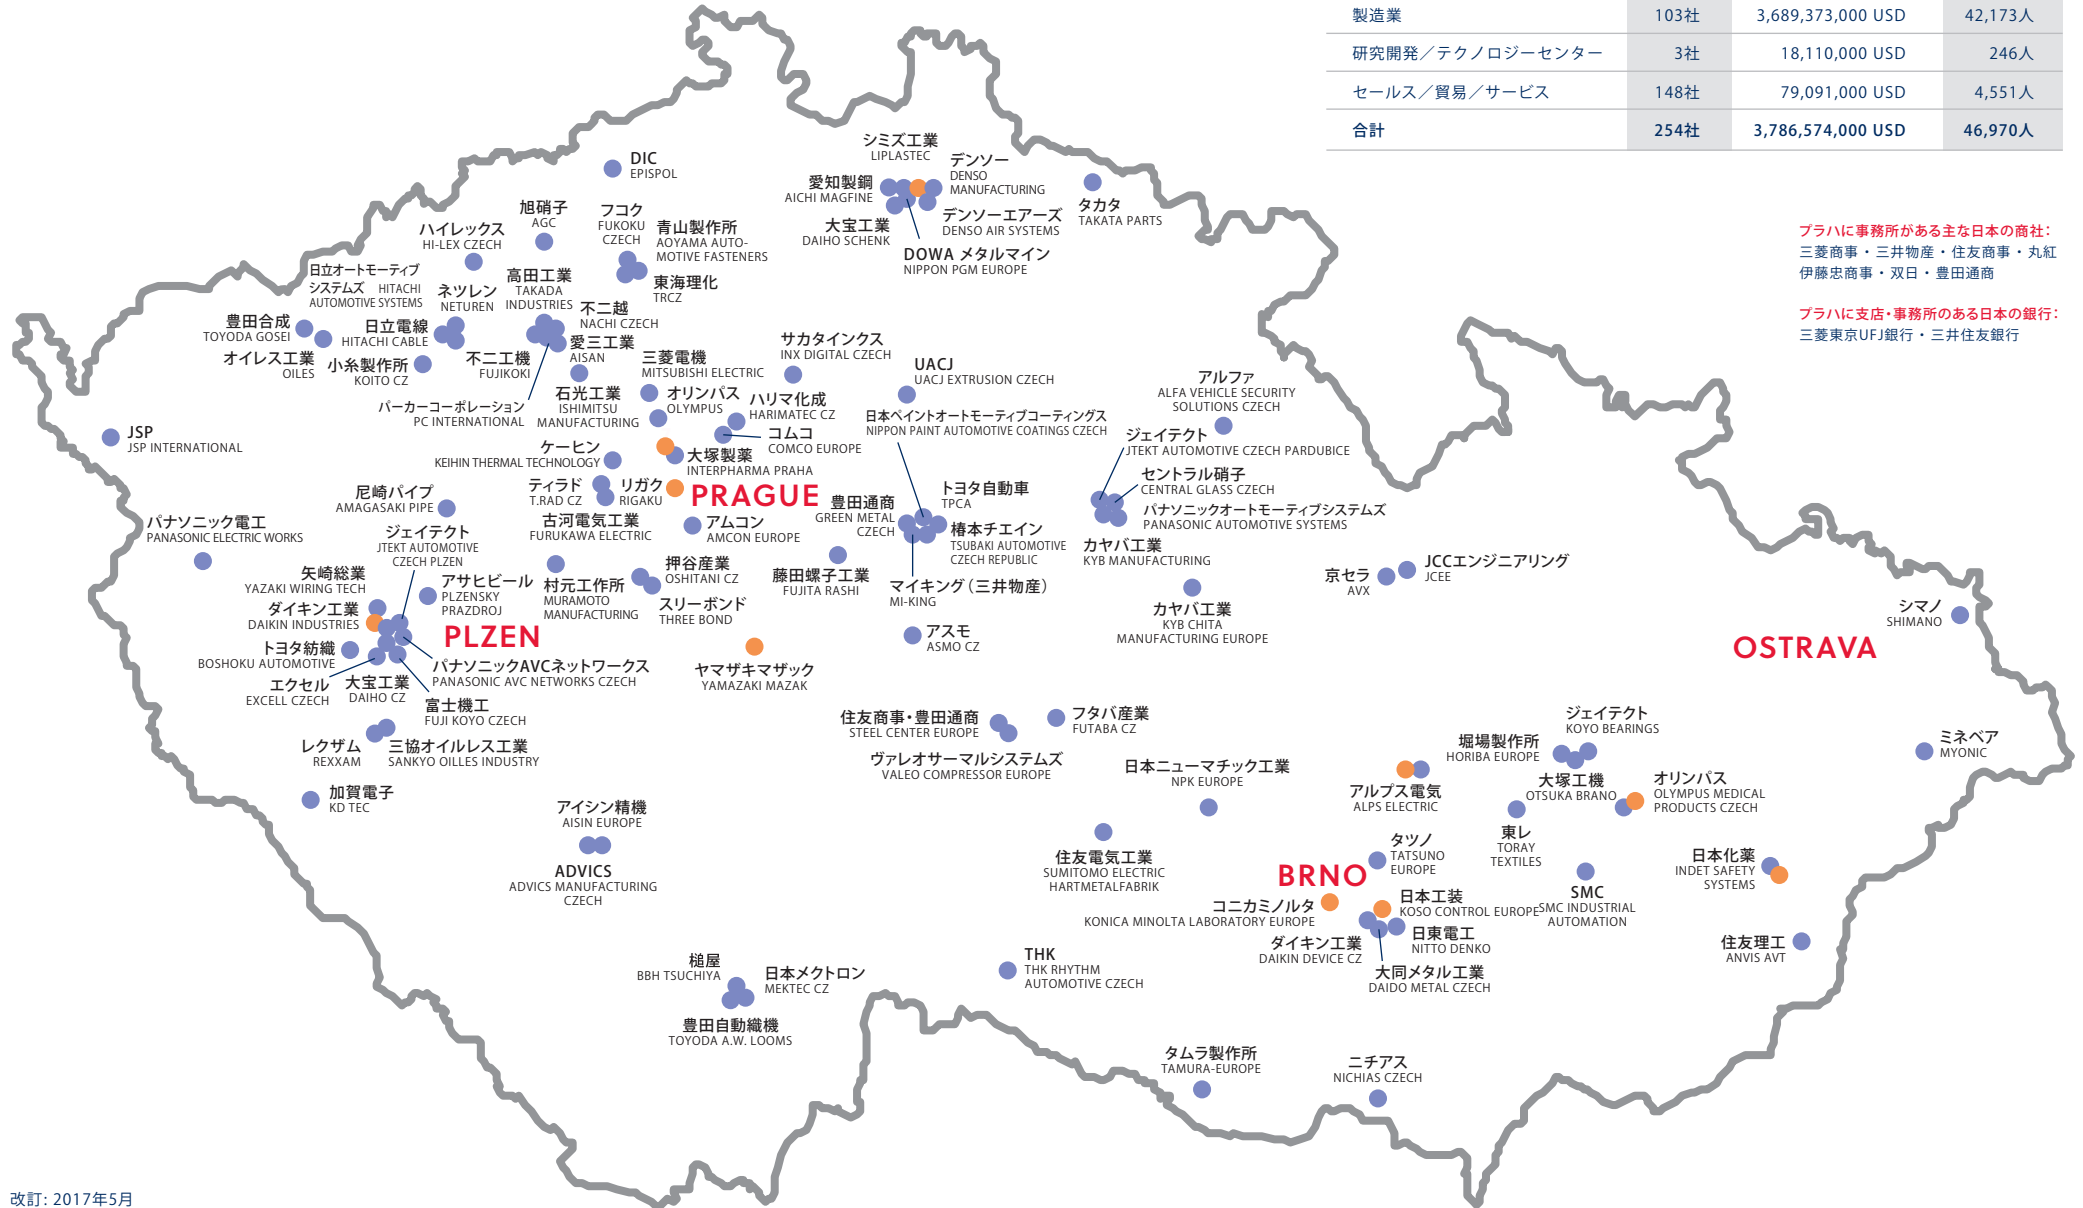 製造業 103社 3,689,373,000 USD 42,173人
研究開発／テクノロジーセンター 3社 18,110,000 USD 246人
セールス／貿易／サービス 148社 79,091,000 USD 4,551人
合計 254社 3,786,574,000 USD 46,970人
プラハに事務所がある主な日本の商社：
三菱商事・三井物産・住友商事・丸紅
伊藤忠商事・双日・豊田通商
プラハに支店・事務所のある日本の銀行：
三菱東京UFJ銀行・三井住友銀行
DIC
EPISPOL
シミズ工業
LIPLASTEC
デンソー
DENSO
MANUFACTURING
愛知製鋼
AICHI MAGFINE
大宝工業
DAIHO SCHENK
デンソーエアーズ
DENSO AIR SYSTEMS
DOWA メタルマイン
NIPPON PGM EUROPE
タカタ
TAKATA PARTS
旭硝子
AGC
フコク
FUKOKU
CZECH
青山製作所
AOYAMA AUTO-
MOTIVE FASTENERS
東海理化
TRCZ
ハイレックス
HI-LEX CZECH
日立オートモーティブ
システムズ HITACHI
AUTOMOTIVE SYSTEMS
ネツレン
NETUREN
高田工業
TAKADA
INDUSTRIES
不二越
NACHI CZECH
豊田合成
TOYODA GOSEI
日立電線
HITACHI CABLE
オイレス工業
OILES
小糸製作所
KOITO CZ
不二工機
FUJIKOKI
愛三工業
AISAN
パーカーコーポレーション
PC INTERNATIONAL
石光工業
ISHIMITSU
MANUFACTURING
三菱電機
MITSUBISHI ELECTRIC
オリンパス
OLYMPUS
サカタインクス
INX DIGITAL CZECH
ハリマ化成
HARIMATEC CZ
コムコ
COMCO EUROPE
UACJ
UACJ EXTRUSION CZECH
日本ペイントオートモーティブコーティングス
NIPPON PAINT AUTOMOTIVE COATINGS CZECH
アルファ
ALFA VEHICLE SECURITY
SOLUTIONS CZECH
ジェイテクト
JTEKT AUTOMOTIVE CZECH PARDUBICE
セントラル硝子
CENTRAL GLASS CZECH
パナソニックオートモーティブシステムズ
PANASONIC AUTOMOTIVE SYSTEMS
JSP
JSP INTERNATIONAL
ケーヒン
KEIHIN THERMAL TECHNOLOGY
大塚製薬
INTERPHARMA PRAHA
ティラド
T.RAD CZ
リガク
RIGAKU
PRAGUE
古河電気工業
FURUKAWA ELECTRIC
アムコン
AMCON EUROPE
豊田通商
GREEN METAL
CZECH
トヨタ自動車
TPCA
椿本チエイン
TSUBAKI AUTOMOTIVE
CZECH REPUBLIC
カヤバ工業
KYB MANUFACTURING
尼崎パイプ
AMAGASAKI PIPE
パナソニック電工
PANASONIC ELECTRIC WORKS
ジェイテクト
JTEKT AUTOMOTIVE
CZECH PLZEN
矢崎総業
YAZAKI WIRING TECH
アサヒビール
PLZENSKY
PRAZDROJ
ダイキン工業
DAIKIN INDUSTRIES
PLZEN
トヨタ紡織
BOSHOKU AUTOMOTIVE
パナソニックAVCネットワークス
PANASONIC AVC NETWORKS CZECH
エクセル
EXCELL CZECH
大宝工業
DAIHO CZ
富士機工
FUJI KOYO CZECH
村元工作所
MURAMOTO
MANUFACTURING
押谷産業
OSHITANI CZ
スリーボンド
THREE BOND
藤田螺子工業
FUJITA RASHI
マイキング（三井物産）
MI-KING
アスモ
ASMO CZ
カヤバ工業
KYB CHITA
MANUFACTURING EUROPE
京セラ
AVX
JCCエンジニアリング
JCEE
シマノ
SHIMANO
OSTRAVA
ヤマザキマザック
YAMAZAKI MAZAK
レクザム
REXXAM
三協オイルレス工業
SANKYO OILLES INDUSTRY
加賀電子
KD TEC
住友商事・豊田通商
STEEL CENTER EUROPE
フタバ産業
FUTABA CZ
ヴァレオサーマルシステムズ
VALEO COMPRESSOR EUROPE
日本ニューマチック工業
NPK EUROPE
アルプス電気
ALPS ELECTRIC
堀場製作所
HORIBA EUROPE
ジェイテクト
KOYO BEARINGS
大塚工機
OTSUKA BRANO
オリンパス
OLYMPUS MEDICAL
PRODUCTS CZECH
ミネベア
MYONIC
アイシン精機
AISIN EUROPE
ADVICS
ADVICS MANUFACTURING
CZECH
住友電気工業
SUMITOMO ELECTRIC
HARTMETALFABRIK
タツノ
TATSUNO
EUROPE
東レ
TORAY
TEXTILES
日本化薬
INDET SAFETY
SYSTEMS
BRNO
コニカミノルタ
KONICA MINOLTA LABORATORY EUROPE
日本工装
KOSO CONTROL EUROPE
SMC
SMC INDUSTRIAL
AUTOMATION
ダイキン工業
DAIKIN DEVICE CZ
日東電工
NITTO DENKO
大同メタル工業
DAIDO METAL CZECH
住友理工
ANVIS AVT
槌屋
BBH TSUCHIYA
日本メクトロン
MEKTEC CZ
豊田自動織機
TOYODA A.W. LOOMS
THK
THK RHYTHM
AUTOMOTIVE CZECH
タムラ製作所
TAMURA-EUROPE
ニチアス
NICHIAS CZECH
改訂: 2017年5月